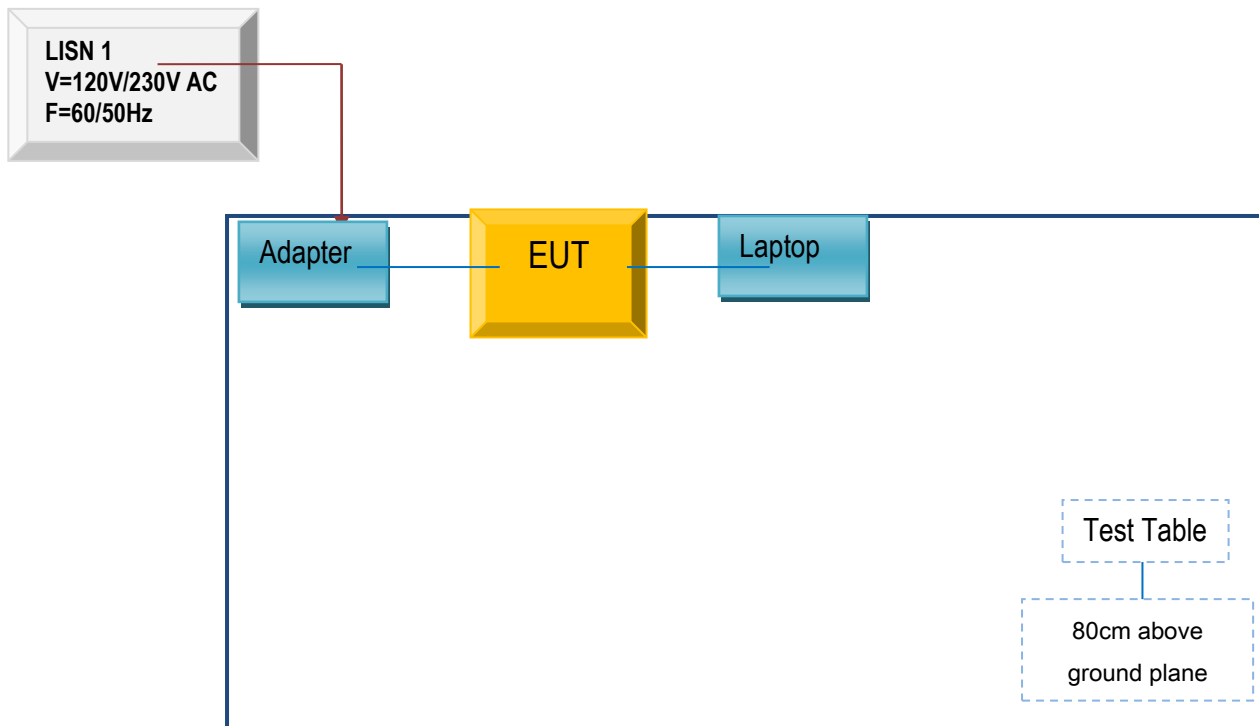 LISN 1
V=120V/230V AC
F=60/50Hz
Adapter
EUT
Laptop
Test Table
80cm above
ground plane